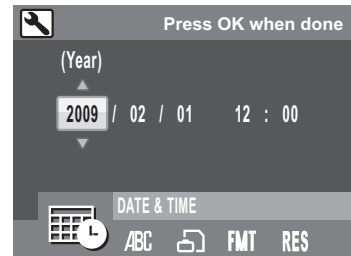 Press OK when done
(Year)
2009 / 02 / 01 12 : 00
DATE & TIME
ABC FMT RES